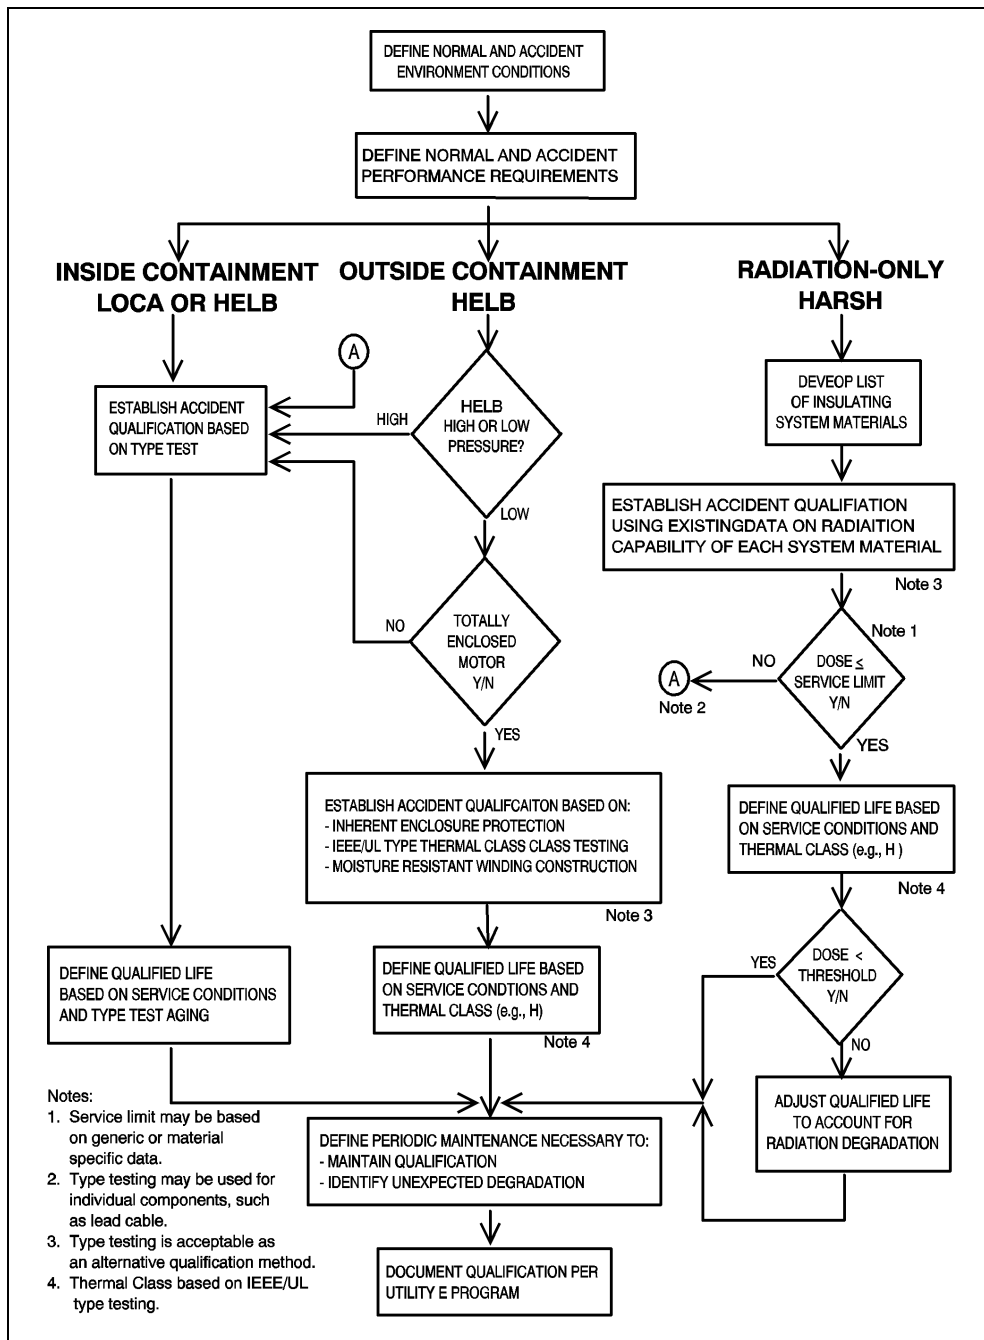 DEFINE NORMAL AND ACCIDENT
ENVIRONMENT CONDITIONS
DEFINE NORMAL AND ACCIDENT
PERFORMANCE REQUIREMENTS
INSIDE CONTAINMENT
LOCA OR HELB
OUTSIDE CONTAINMENT
HELB
RADIATION-ONLY
HARSH
A
ESTABLISH ACCIDENT
QUALIFICATION BASED
ON TYPE TEST
HIGH
HELB
HIGH OR LOW
PRESSURE?
LOW
DEVEOP LIST
OF INSULATING
SYSTEM MATERIALS
ESTABLISH ACCIDENT QUALIFIATION
USING EXISTINGDATA ON RADIAITION
CAPABILITY OF EACH SYSTEM MATERIAL
Note 3
NO
TOTALLY
ENCLOSED
MOTOR
Y/N
YES
Note 1
NO
DOSE ≤
SERVICE LIMIT
Y/N
A
Note 2
YES
ESTABLISH ACCIDENT QUALIFCAITON BASED ON:
- INHERENT ENCLOSURE PROTECTION
- IEEE/UL TYPE THERMAL CLASS CLASS TESTING
- MOISTURE RESISTANT WINDING CONSTRUCTION
Note 3
DEFINE QUALIFIED LIFE BASED
ON SERVICE CONDITIONS AND
THERMAL CLASS (e.g., H )
Note 4
DEFINE QUALIFIED LIFE
BASED ON SERVICE CONDITIONS
AND TYPE TEST AGING
DEFINE QUALIFIED LIFE BASED
ON SERVICE CONDTIONS AND
THERMAL CLASS (e.g., H)
Note 4
YES
DOSE <
THRESHOLD
Y/N
NO
ADJUST QUALIFIED LIFE
TO ACCOUNT FOR
RADIATION DEGRADATION
DEFINE PERIODIC MAINTENANCE NECESSARY TO:
- MAINTAIN QUALIFICATION
- IDENTIFY UNEXPECTED DEGRADATION
DOCUMENT QUALIFICATION PER
UTILITY E PROGRAM
Notes:
1. Service limit may be based
on generic or material
specific data.
2. Type testing may be used for
individual components, such
as lead cable.
3. Type testing is acceptable as
an alternative qualification method.
4. Thermal Class based on IEEE/UL
type testing.